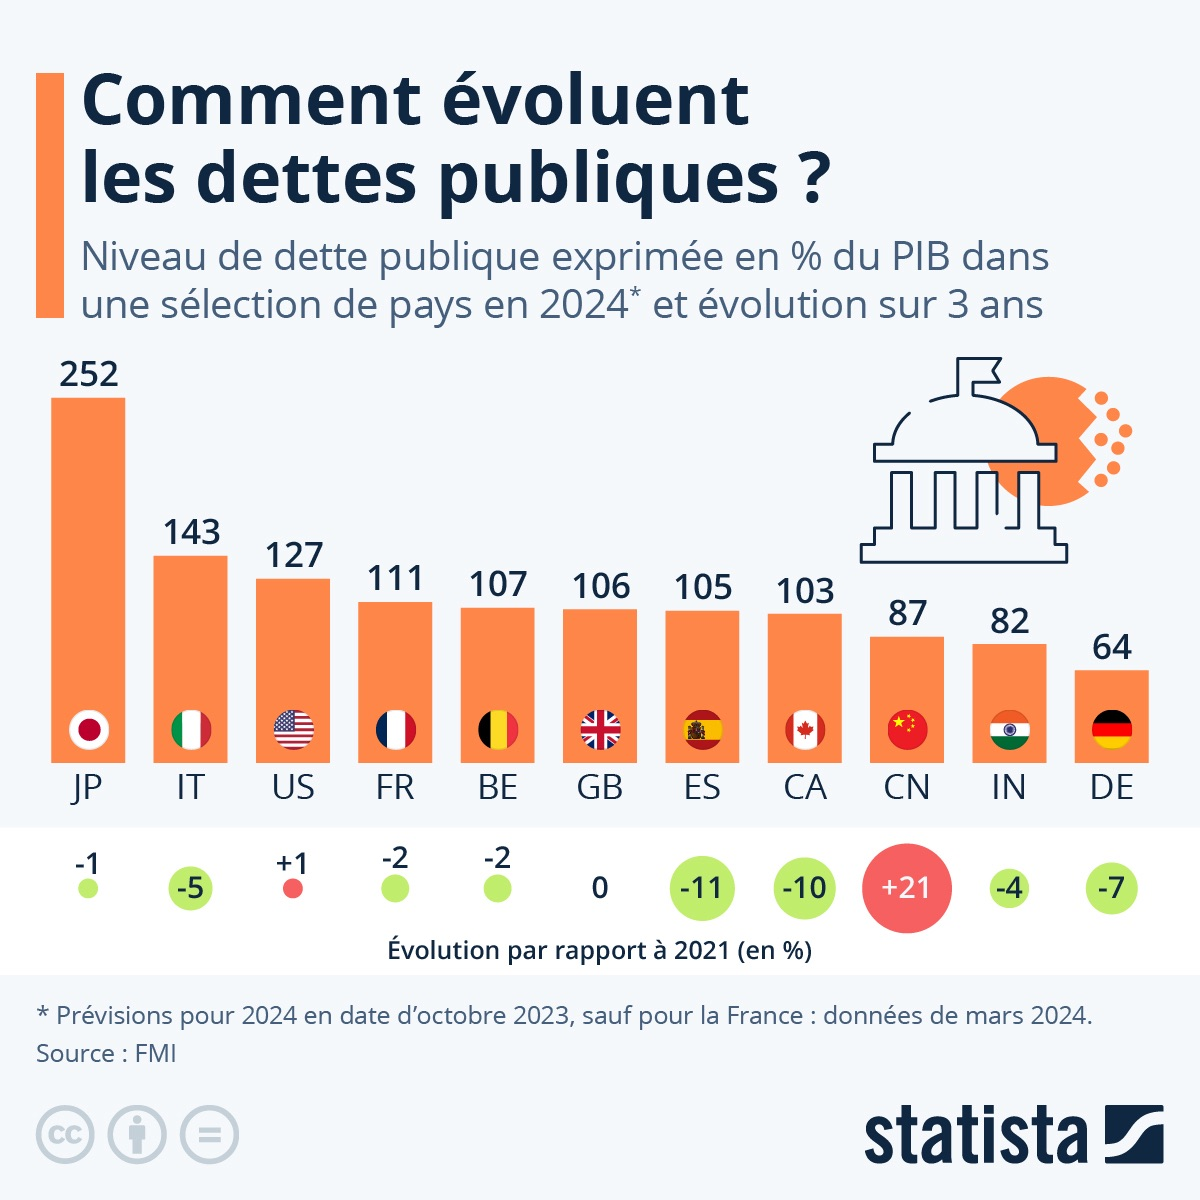 Comment évoluent
les dettes publiques ?
Niveau de dette publique exprimée en % du PIB dans
une sélection de pays en 2024* et évolution sur 3 ans
252
143
127
111
107
106
105
103
87
82
64
JP IT US FR BE GB ES CA CN IN DE
-1 -5 +1 -2 -2 0 -11 -10 +21 -4 -7
Évolution par rapport à 2021 (en %)
* Prévisions pour 2024 en date d’octobre 2023, sauf pour la France : données de mars 2024.
Source : FMI
cc
statista